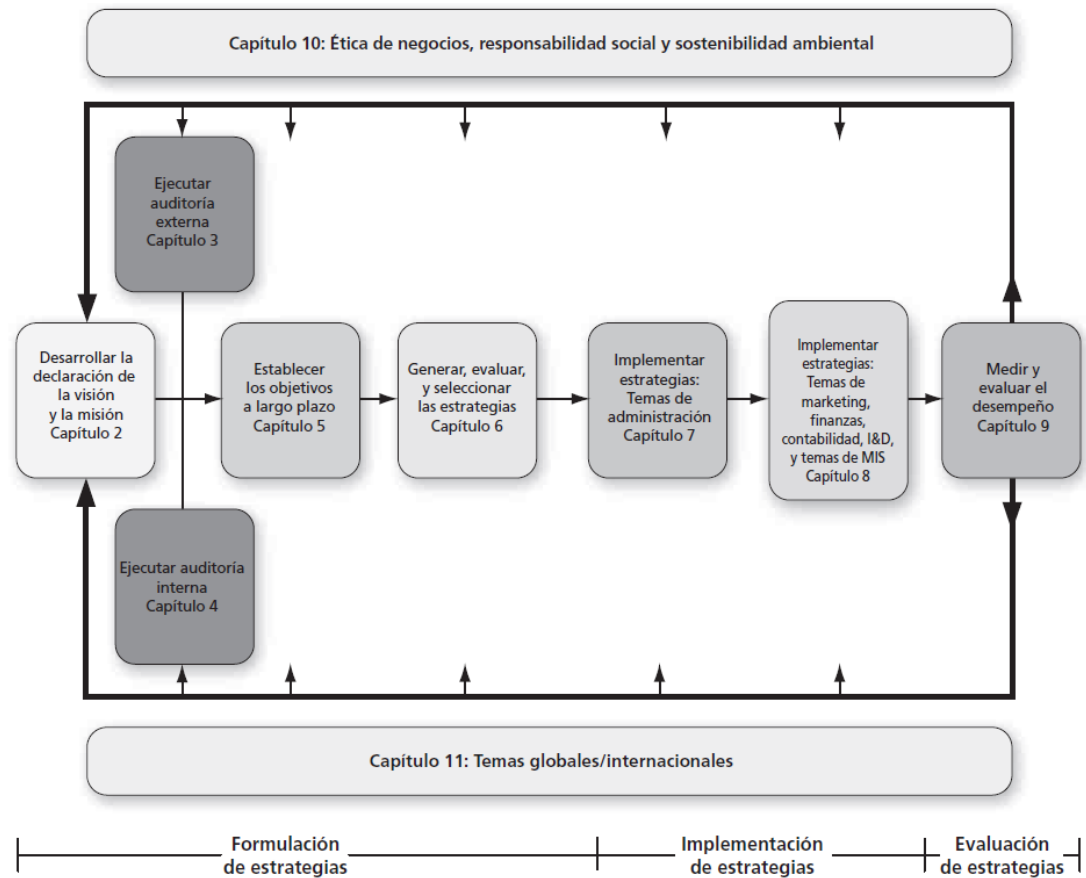 Capítulo 10: Ética de negocios, responsabilidad social y sostenibilidad ambiental
Ejecutar
auditoría
externa
Capítulo 3
Desarrollar la
declaración de
la visión
y la misión
Capítulo 2
Establecer
los objetivos
a largo plazo
Capítulo 5
Generar, evaluar,
y seleccionar
las estrategias
Capítulo 6
Implementar
estrategias:
Temas de
administración
Capítulo 7
Implementar
estrategias:
Temas de
marketing,
finanzas,
contabilidad, I&D,
y temas de MIS
Capítulo 8
Medir y
evaluar el
desempeño
Capítulo 9
Ejecutar auditoría
interna
Capítulo 4
Capítulo 11: Temas globales/internacionales
Formulación
de estrategias
Implementación
de estrategias
Evaluación
de estrategias